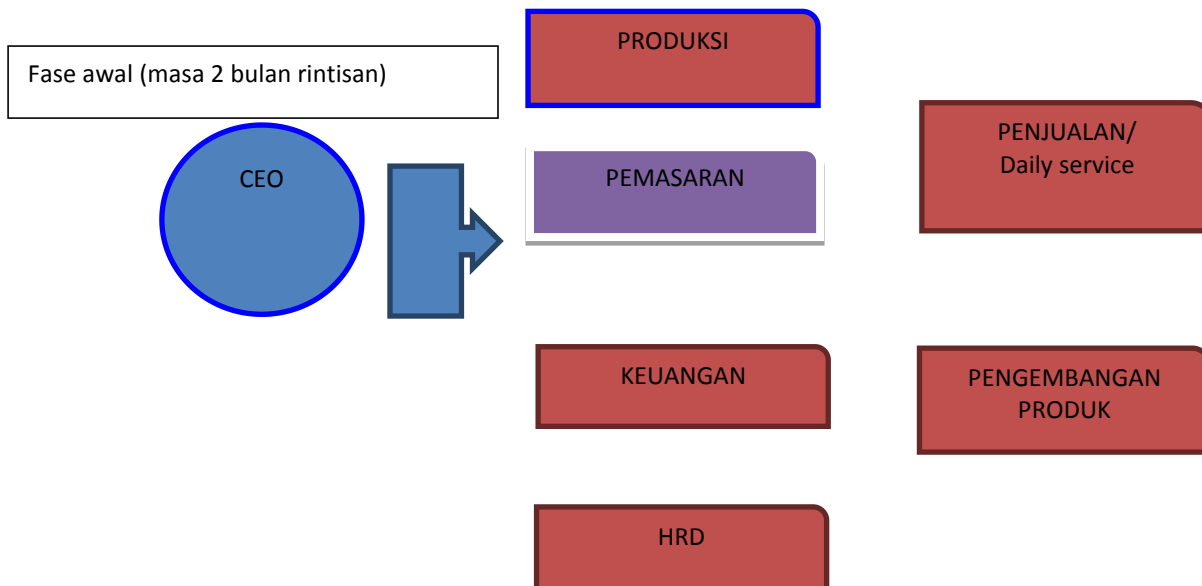 Fase awal (masa 2 bulan rintisan)
CEO
PRODUKSI
PEMASARAN
KEUANGAN
HRD
PENJUALAN/
Daily service
PENGEMBANGAN
PRODUK